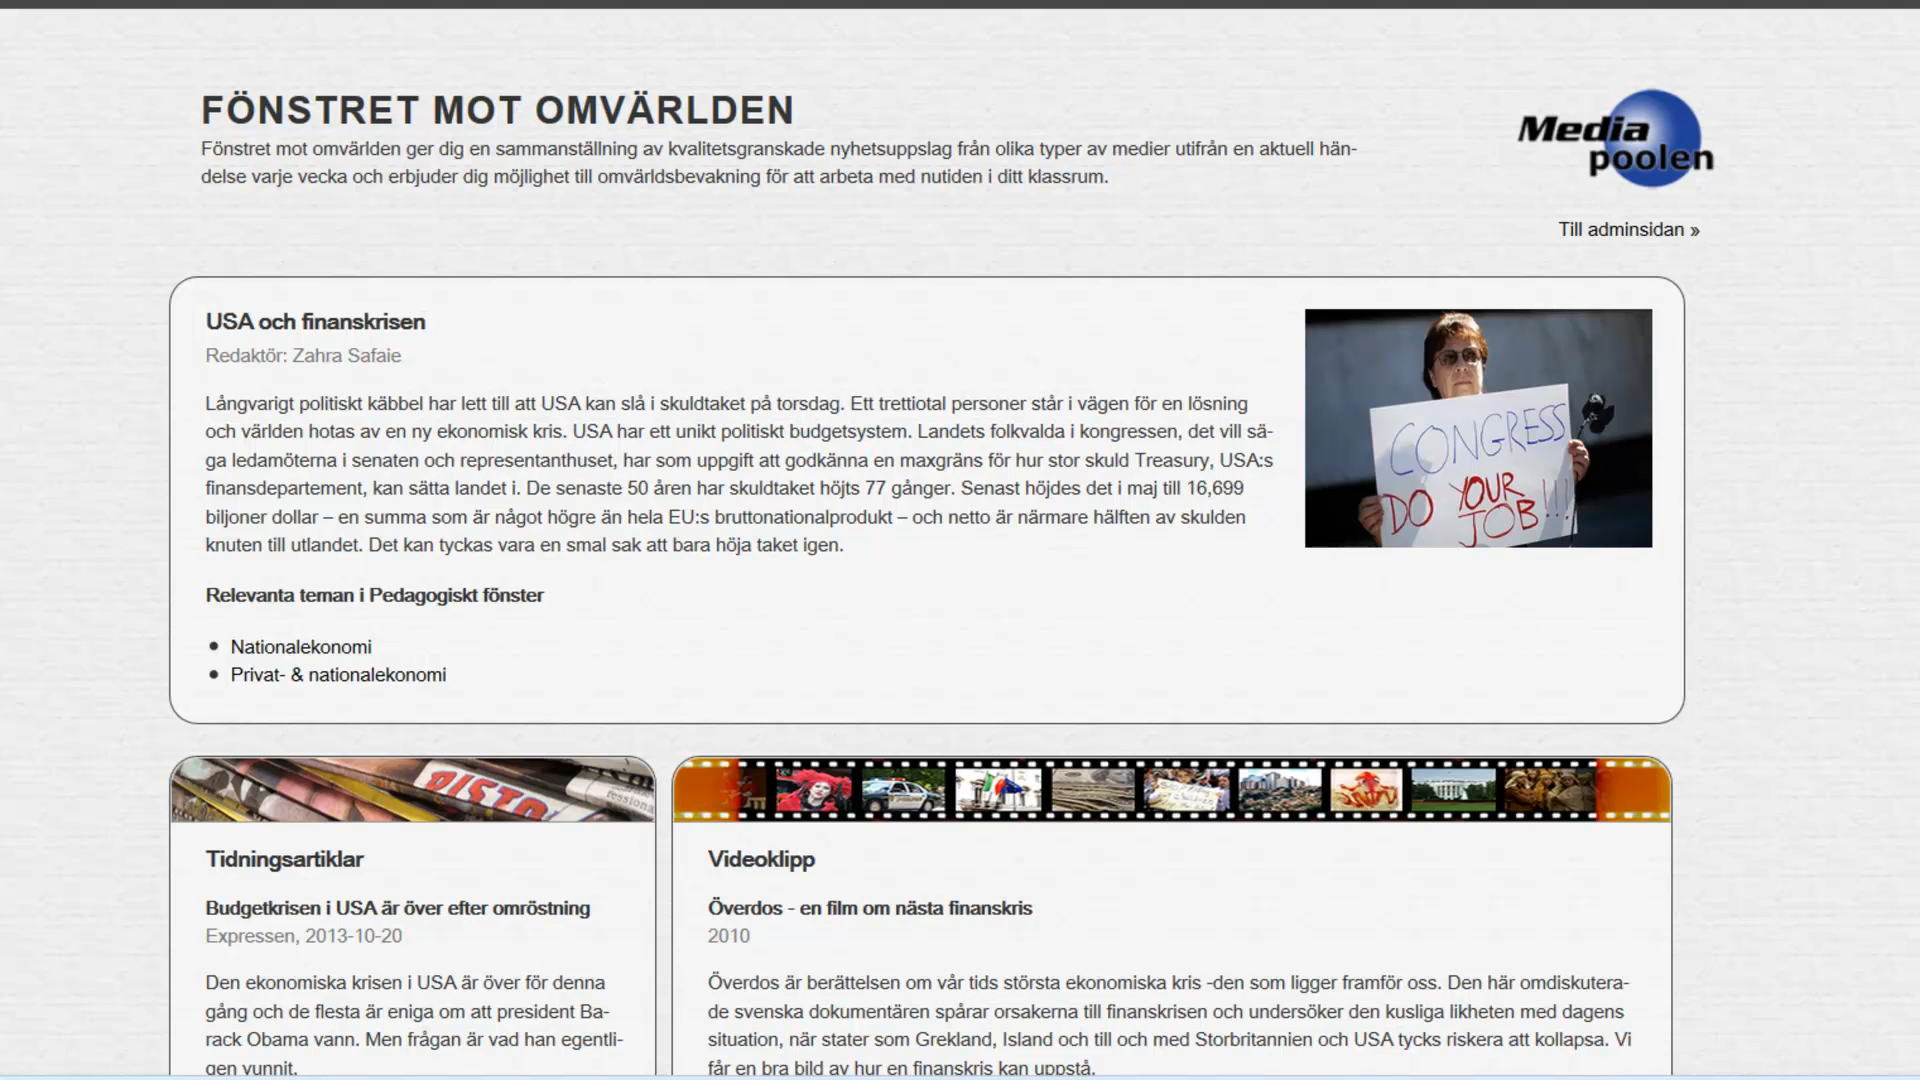 FÖNSTRET MOT OMVÄRLDEN
Fönstret mot omvärlden ger dig en sammanställning av kvalitetsgranskade nyhetsuppslag från olika typer av medier utifrån en aktuell hän-
delse varje vecka och erbjuder dig möjlighet till omvärldsbevakning för att arbeta med nutiden i ditt klassrum.
Media
poolen
Till adminsidan »
USA och finanskrisen
Redaktör: Zahra Safaie
Långvarigt politiskt käbbel har lett till att USA kan slå i skuldtaket på torsdag. Ett trettiotal personer står i vägen för en lösning
och världen hotas av en ny ekonomisk kris. USA har ett unikt politiskt budgetsystem. Landets folkvalda i kongressen, det vill sä-
ga ledamöterna i senaten och representanthuset, har som uppgift att godkänna en maxgräns för hur stor skuld Treasury, USA:s
finansdepartement, kan sätta landet i. De senaste 50 åren har skuldtaket höjts 77 gånger. Senast höjdes det i maj till 16,699
biljoner dollar – en summa som är något högre än hela EU:s bruttonationalprodukt – och netto är närmare hälften av skulden
knuten till utlandet. Det kan tyckas vara en smal sak att bara höja taket igen.
CONGRESS
DO YOUR
JOB!!!
Relevanta teman i Pedagogiskt fönster
• Nationalekonomi
• Privat- & nationalekonomi
Tidningsartiklar
Budgetkrisen i USA är över efter omröstning
Expressen, 2013-10-20
Den ekonomiska krisen i USA är över för denna
gång och de flesta är eniga om att president Ba-
rack Obama vann. Men frågan är vad han egentli-
gen vunnit.
Videoklipp
Överdos - en film om nästa finanskris
2010
Överdos är berättelsen om vår tids största ekonomiska kris -den som ligger framför oss. Den här omdiskutera-
de svenska dokumentären spårar orsakerna till finanskrisen och undersöker den kusliga likheten med dagens
situation, när stater som Grekland, Island och till och med Storbritannien och USA tycks riskera att kollapsa. Vi
får en bra bild av hur en finanskris kan uppstå.